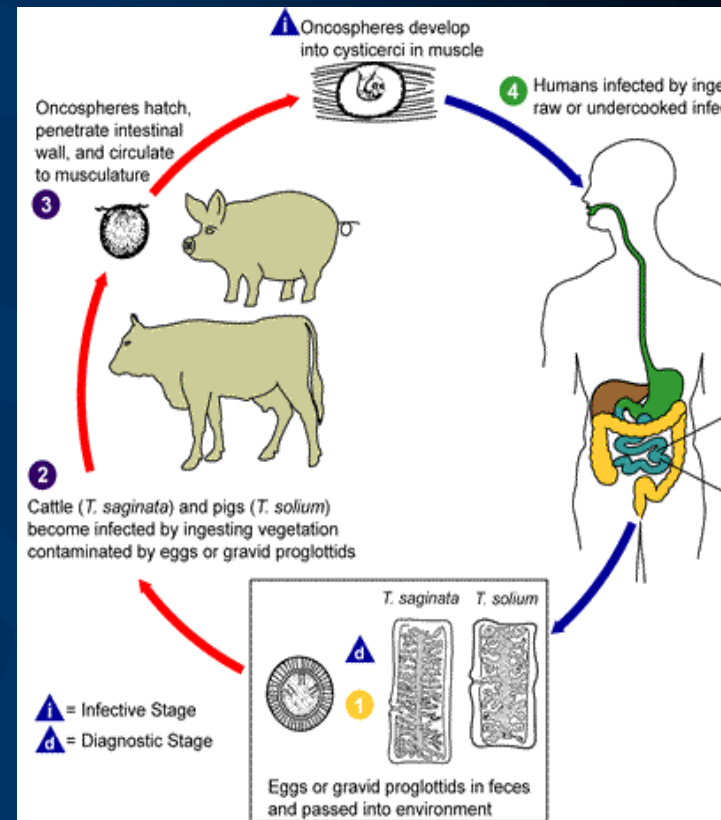 i Oncospheres develop
into cysticerci in muscle
4 Humans infected by
raw or undercooked
Oncospheres hatch,
penetrate intestinal
wall, and circulate
to musculature
3
2
Cattle (T. saginata) and pigs (T. solium)
become infected by ingesting vegetation
contaminated by eggs or gravid proglottids
T. saginata T. solium
d
1
i = Infective Stage
d = Diagnostic Stage
Eggs or gravid proglottids in feces
and passed into environment